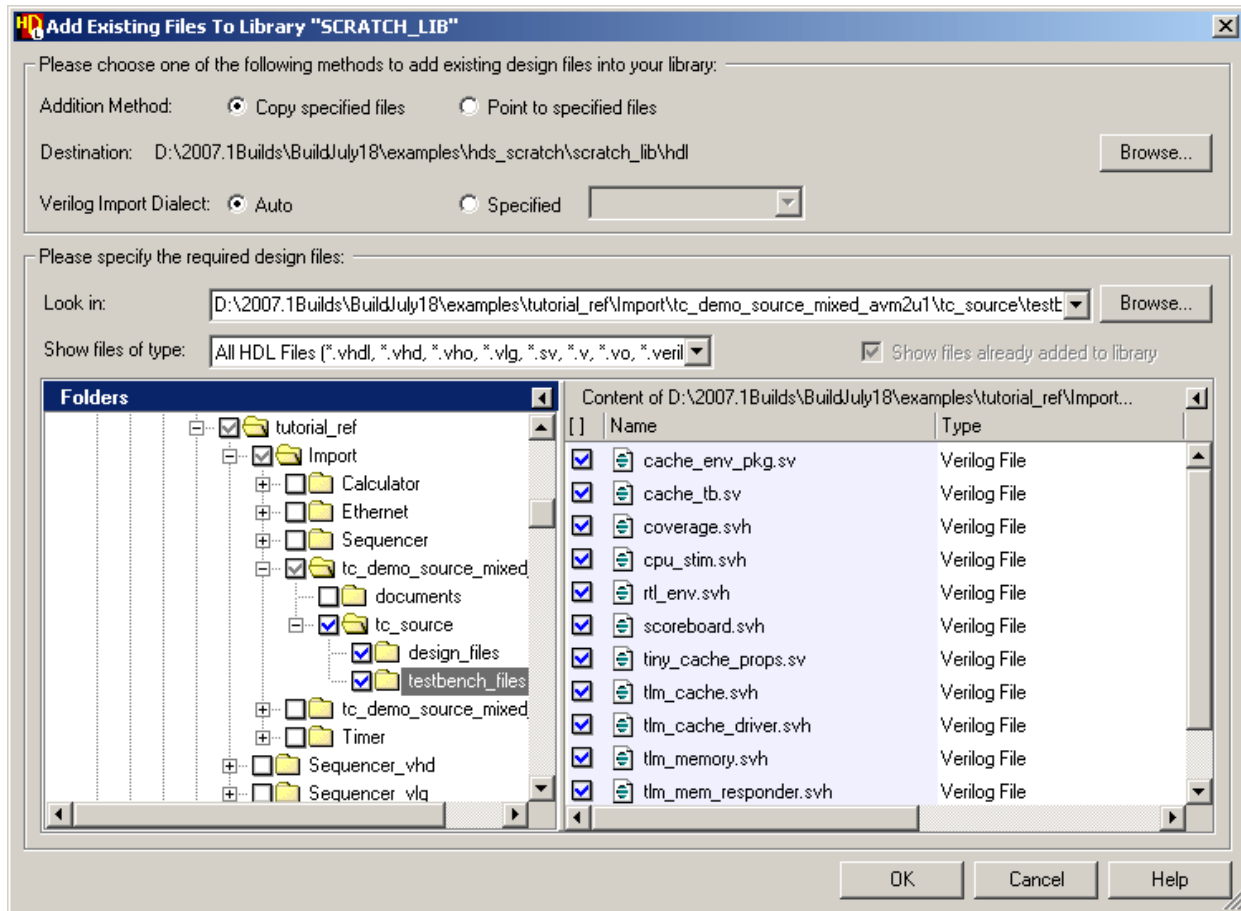 Add Existing Files To Library "SCRATCH_LIB"
Please choose one of the following methods to add existing design files into your library:
Addition Method: Copy specified files Point to specified files
Destination: D:\2007.1Builds\BuildJuly18\examples\hds_scratch\scratch_lib\hdl Browse...
Verilog Import Dialect: Auto Specified
Please specify the required design files:
Look in: D:\2007.1Builds\BuildJuly18\examples\tutorial_ref\Import\tc_demo_source_mixed_avm2u1\tc_source\testb Browse...
Show files of type: All HDL Files (*.vhdl, *.vhd, *.vho, *.vlg, *.sv, *.v, *.vo, *.veril Show files already added to library
Folders
tutorial_ref
Import
Calculator
Ethernet
Sequencer
tc_demo_source_mixed_
documents
tc_source
design_files
testbench_files
tc_demo_source_mixed_
Timer
Sequencer_vhd
Sequencer_vlg
Content of D:\2007.1Builds\BuildJuly18\examples\tutorial_ref\Import...
[ ] Name Type
cache_env_pkg.sv Verilog File
cache_tb.sv Verilog File
coverage.svh Verilog File
cpu_stim.svh Verilog File
rtl_env.svh Verilog File
scoreboard.svh Verilog File
tiny_cache_props.sv Verilog File
tlm_cache.svh Verilog File
tlm_cache_driver.svh Verilog File
tlm_memory.svh Verilog File
tlm_mem_responder.svh Verilog File
OK Cancel Help